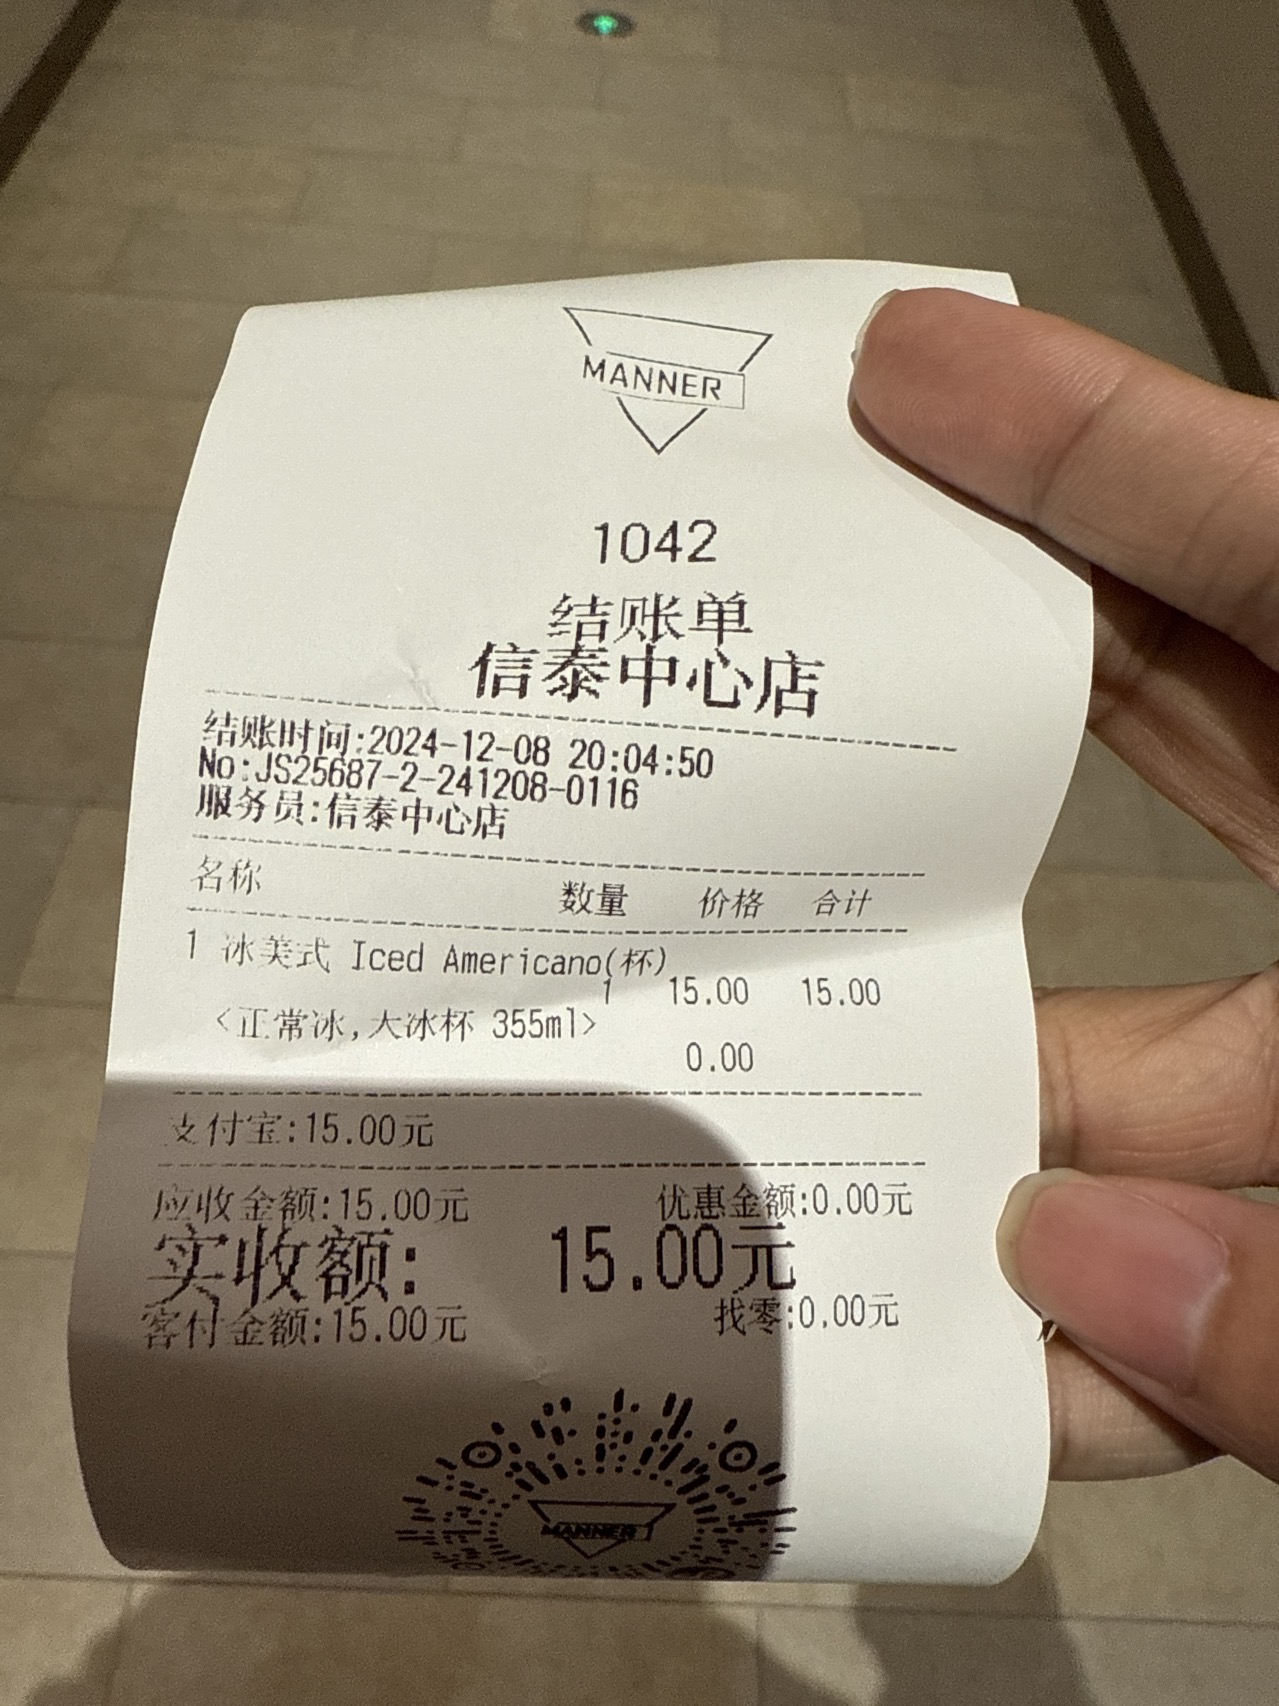 MANNER
1042
结账单
信泰中心店
结账时间:2024-12-08 20:04:50
No:JS25687-2-241208-0116
服务员:信泰中心店
名称 数量 价格 合计
1 冰美式 Iced Americano(杯)
1 15.00 15.00
<正常冰,大冰杯 355ml>
0.00
支付宝:15.00元
应收金额:15.00元 优惠金额:0.00元
实收额: 15.00元
客付金额:15.00元 找零:0.00元
MANNER